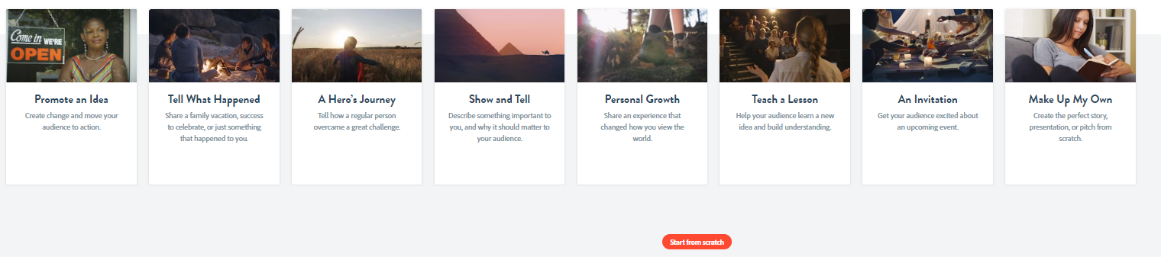 Come in WE'RE
OPEN
Promote an Idea
Create change and move your
audience to action.
Tell What Happened
Share a family vacation, success
to celebrate, or just something
that happened to you.
A Hero's Journey
Tell how a regular person
overcame a great challenge.
Show and Tell
Describe something important to
you, and why it should matter to
your audience.
Personal Growth
Share an experience that
changed how you view the
world.
Teach a Lesson
Help your audience learn a new
idea and build understanding.
An Invitation
Get your audience excited about
an upcoming event.
Make Up My Own
Create the perfect story,
presentation, or pitch from
scratch.
Start from scratch